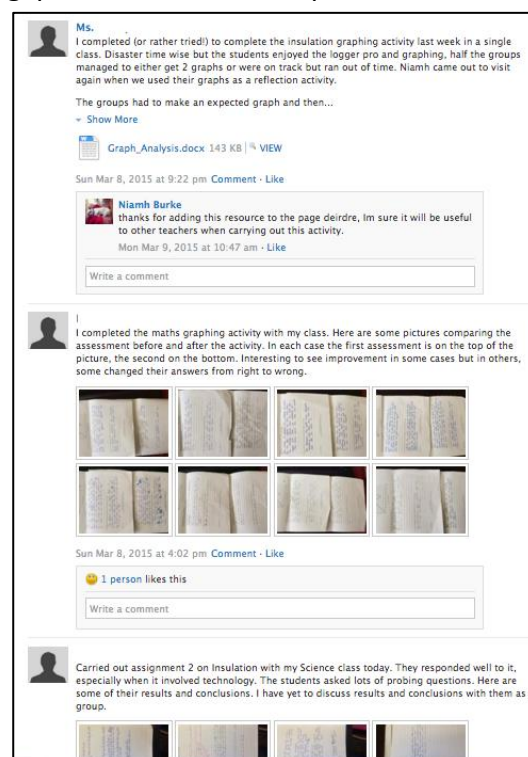 Ms.
I completed (or rather tried!) to complete the insulation graphing activity last week in a single
class. Disaster time wise but the students enjoyed the logger pro and graphing, half the groups
managed to either get 2 graphs or were on track but ran out of time. Niamh came out to visit
again when we used their graphs as a reflection activity.
The groups had to make an expected graph and then...
Show More
Graph_Analysis.docx 143 KB | VIEW
Sun Mar 8, 2015 at 9:22 pm Comment · Like
Niamh Burke
thanks for adding this resource to the page deirdre, Im sure it will be useful
to other teachers when carrying out this activity.
Mon Mar 9, 2015 at 10:47 am · Like
Write a comment
I completed the maths graphing activity with my class. Here are some pictures comparing the
assessment before and after the activity. In each case the first assessment is on the top of the
picture, the second on the bottom. Interesting to see improvement in some cases but in others,
some changed their answers from right to wrong.
Sun Mar 8, 2015 at 4:02 pm Comment · Like
1 person likes this
Write a comment
Carried out assignment 2 on Insulation with my Science class today. They responded well to it,
especially when it involved technology. The students asked lots of probing questions. Here are
some of their results and conclusions. I have yet to discuss results and conclusions with them as
group.